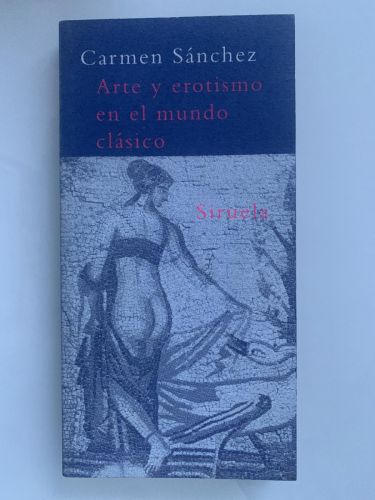 Carmen Sánchez
Arte y erotismo
en el mundo
clásico
Siruela